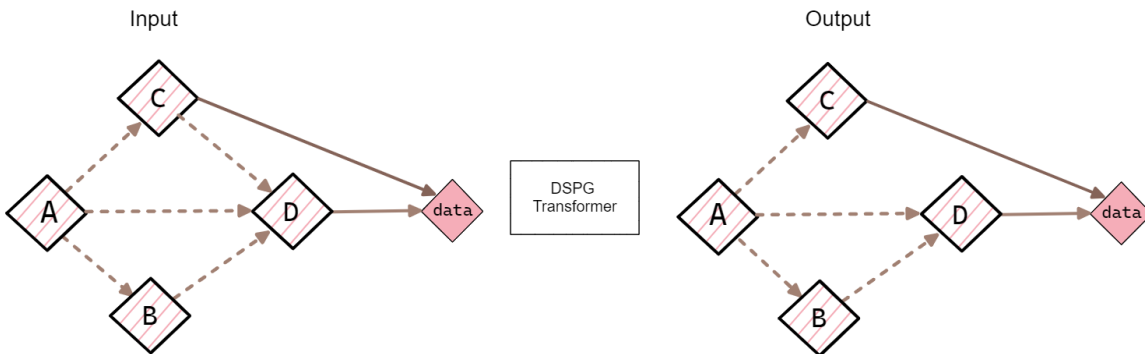 Input
Output
C
A
D
data
B
DSPG
Transformer
C
A
D
data
B